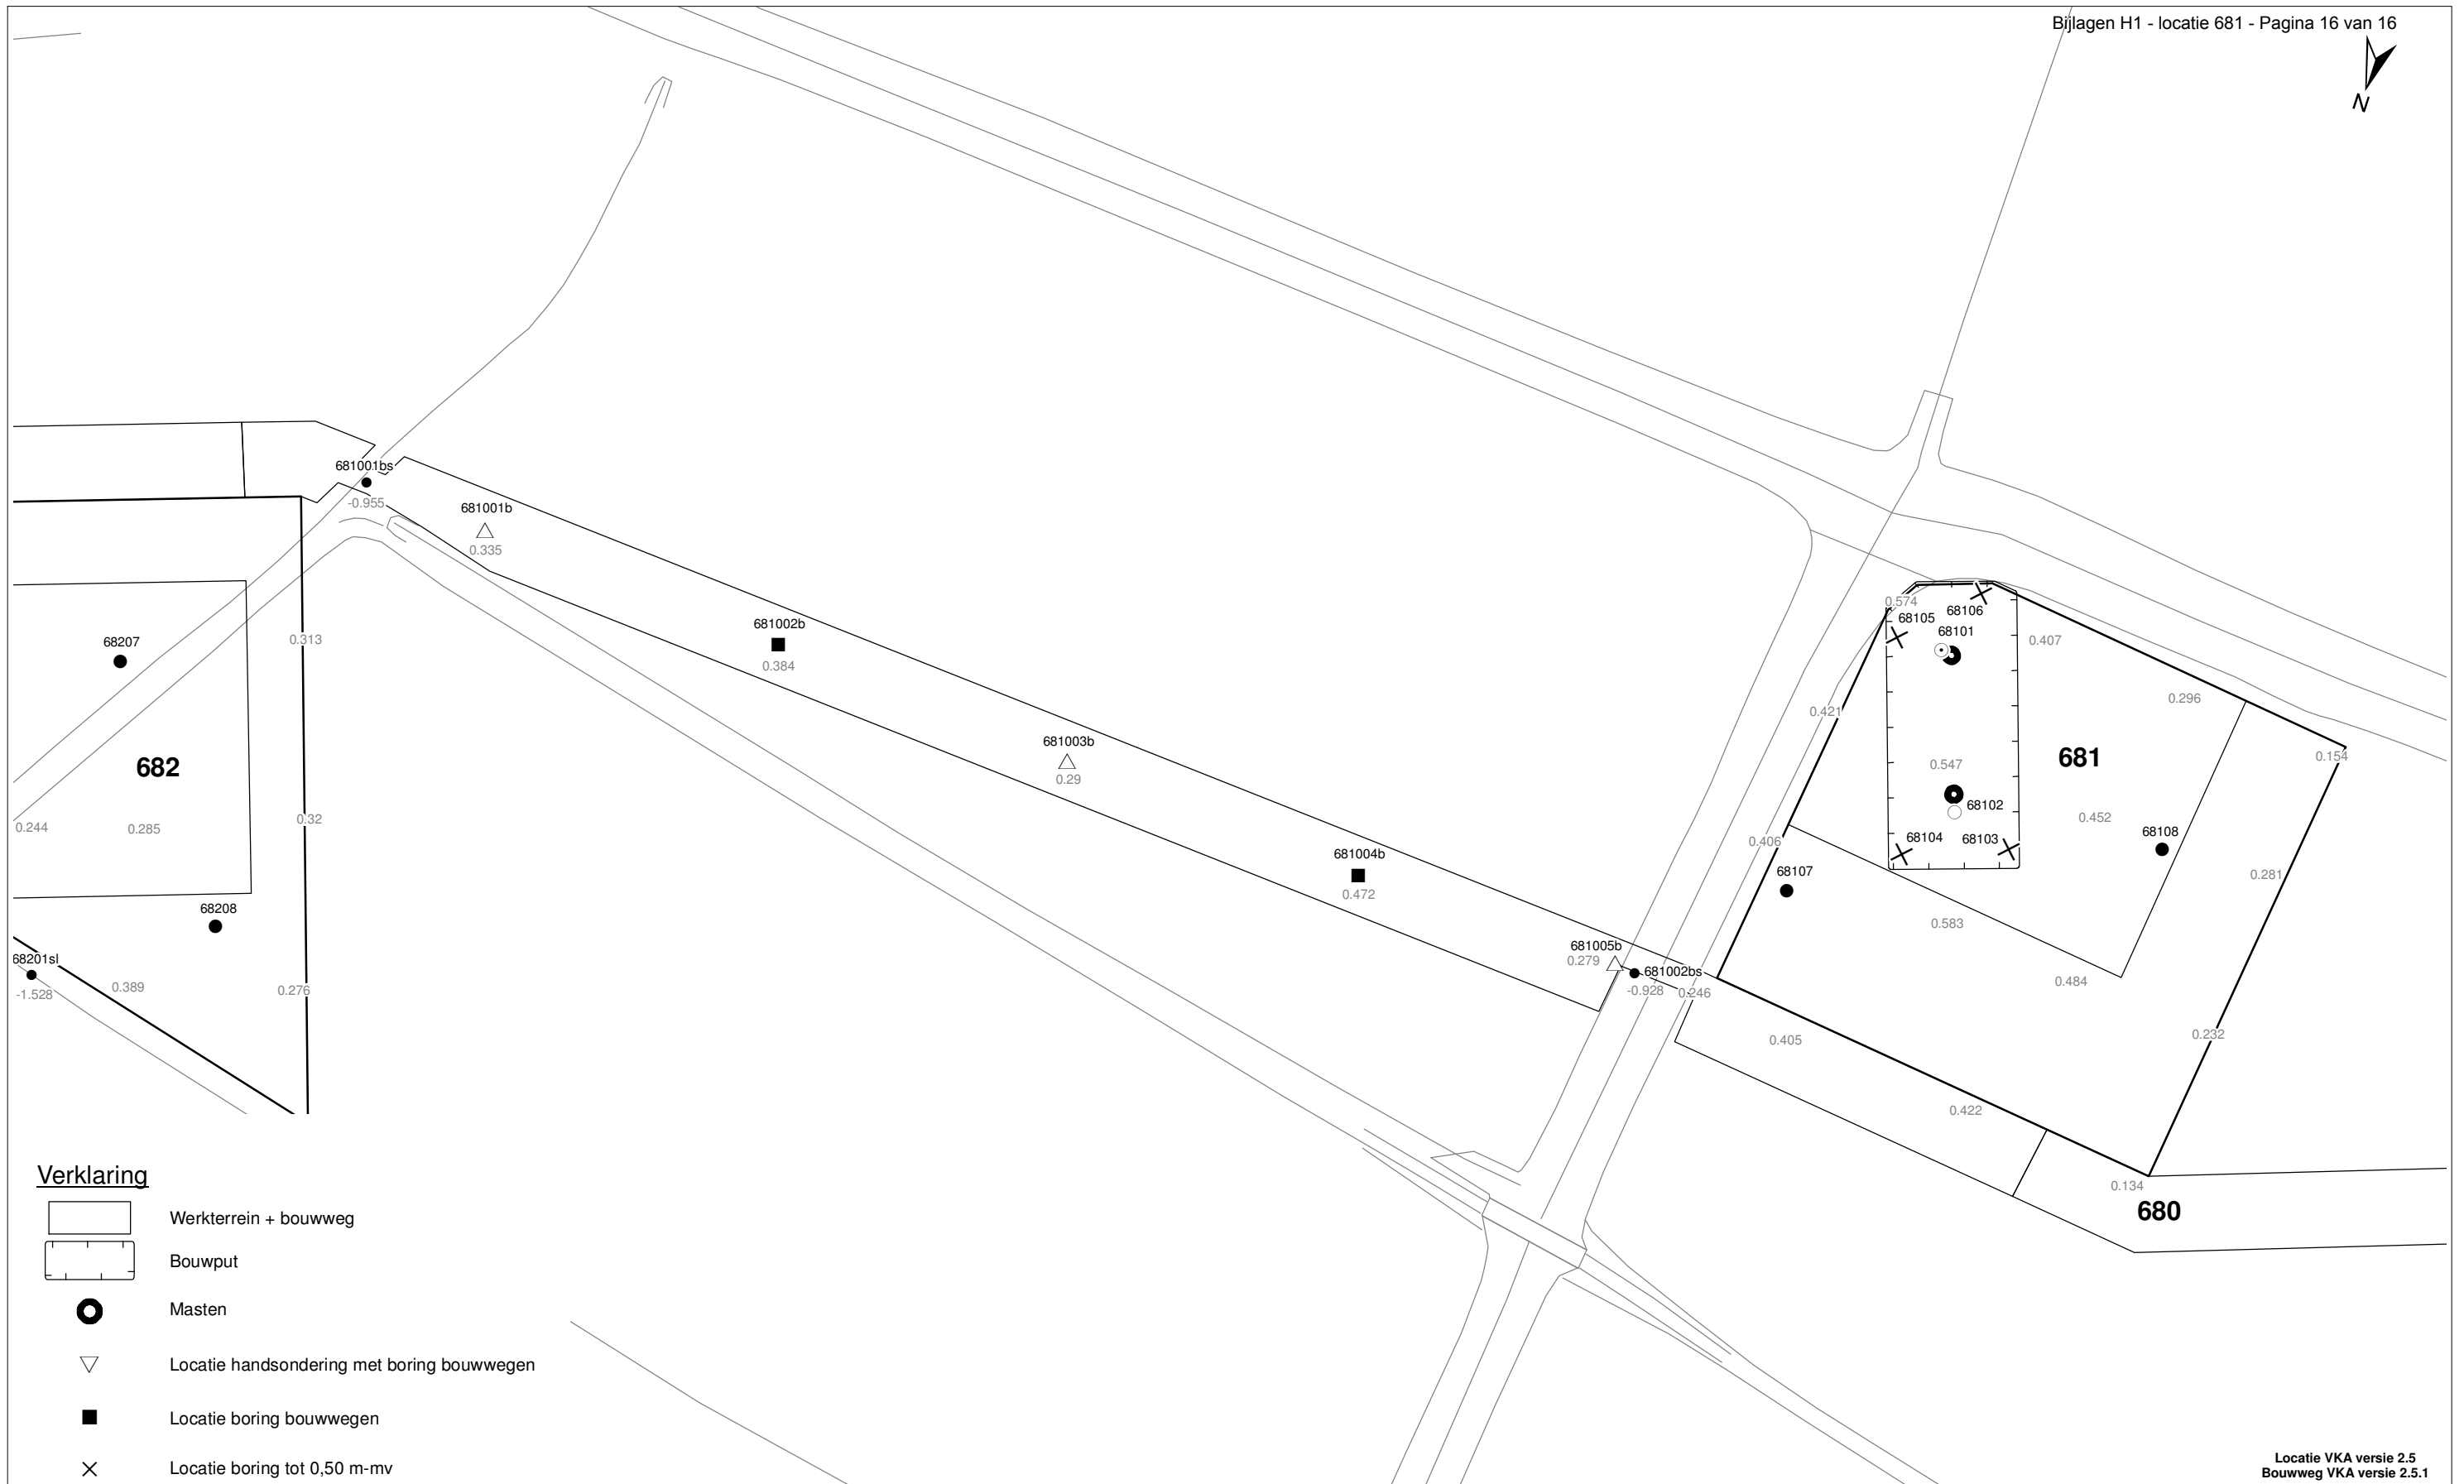 Bijlagen H1 - locatie 681 - Pagina 16 van 16
N
681001bs
-0.955
681001b
0.335
681002b
0.384
681003b
0.29
681004b
0.472
681005b
0.279
681002bs
-0.928
0.246
68207
0.313
682
0.32
0.244
0.285
68208
68201sl
-1.528
0.389
0.276
0.574
68106
68105
68101
0.407
0.296
0.421
681
0.154
0.547
68102
0.452
68108
0.406
68104
68103
68107
0.281
0.583
0.484
0.232
0.405
0.422
0.134
680
Verklaring
Werkterrein + bouwweg
Bouwput
Masten
Locatie handsondering met boring bouwwegen
Locatie boring bouwwegen
Locatie boring tot 0,50 m-mv
Locatie VKA versie 2.5
Bouwweg VKA versie 2.5.1